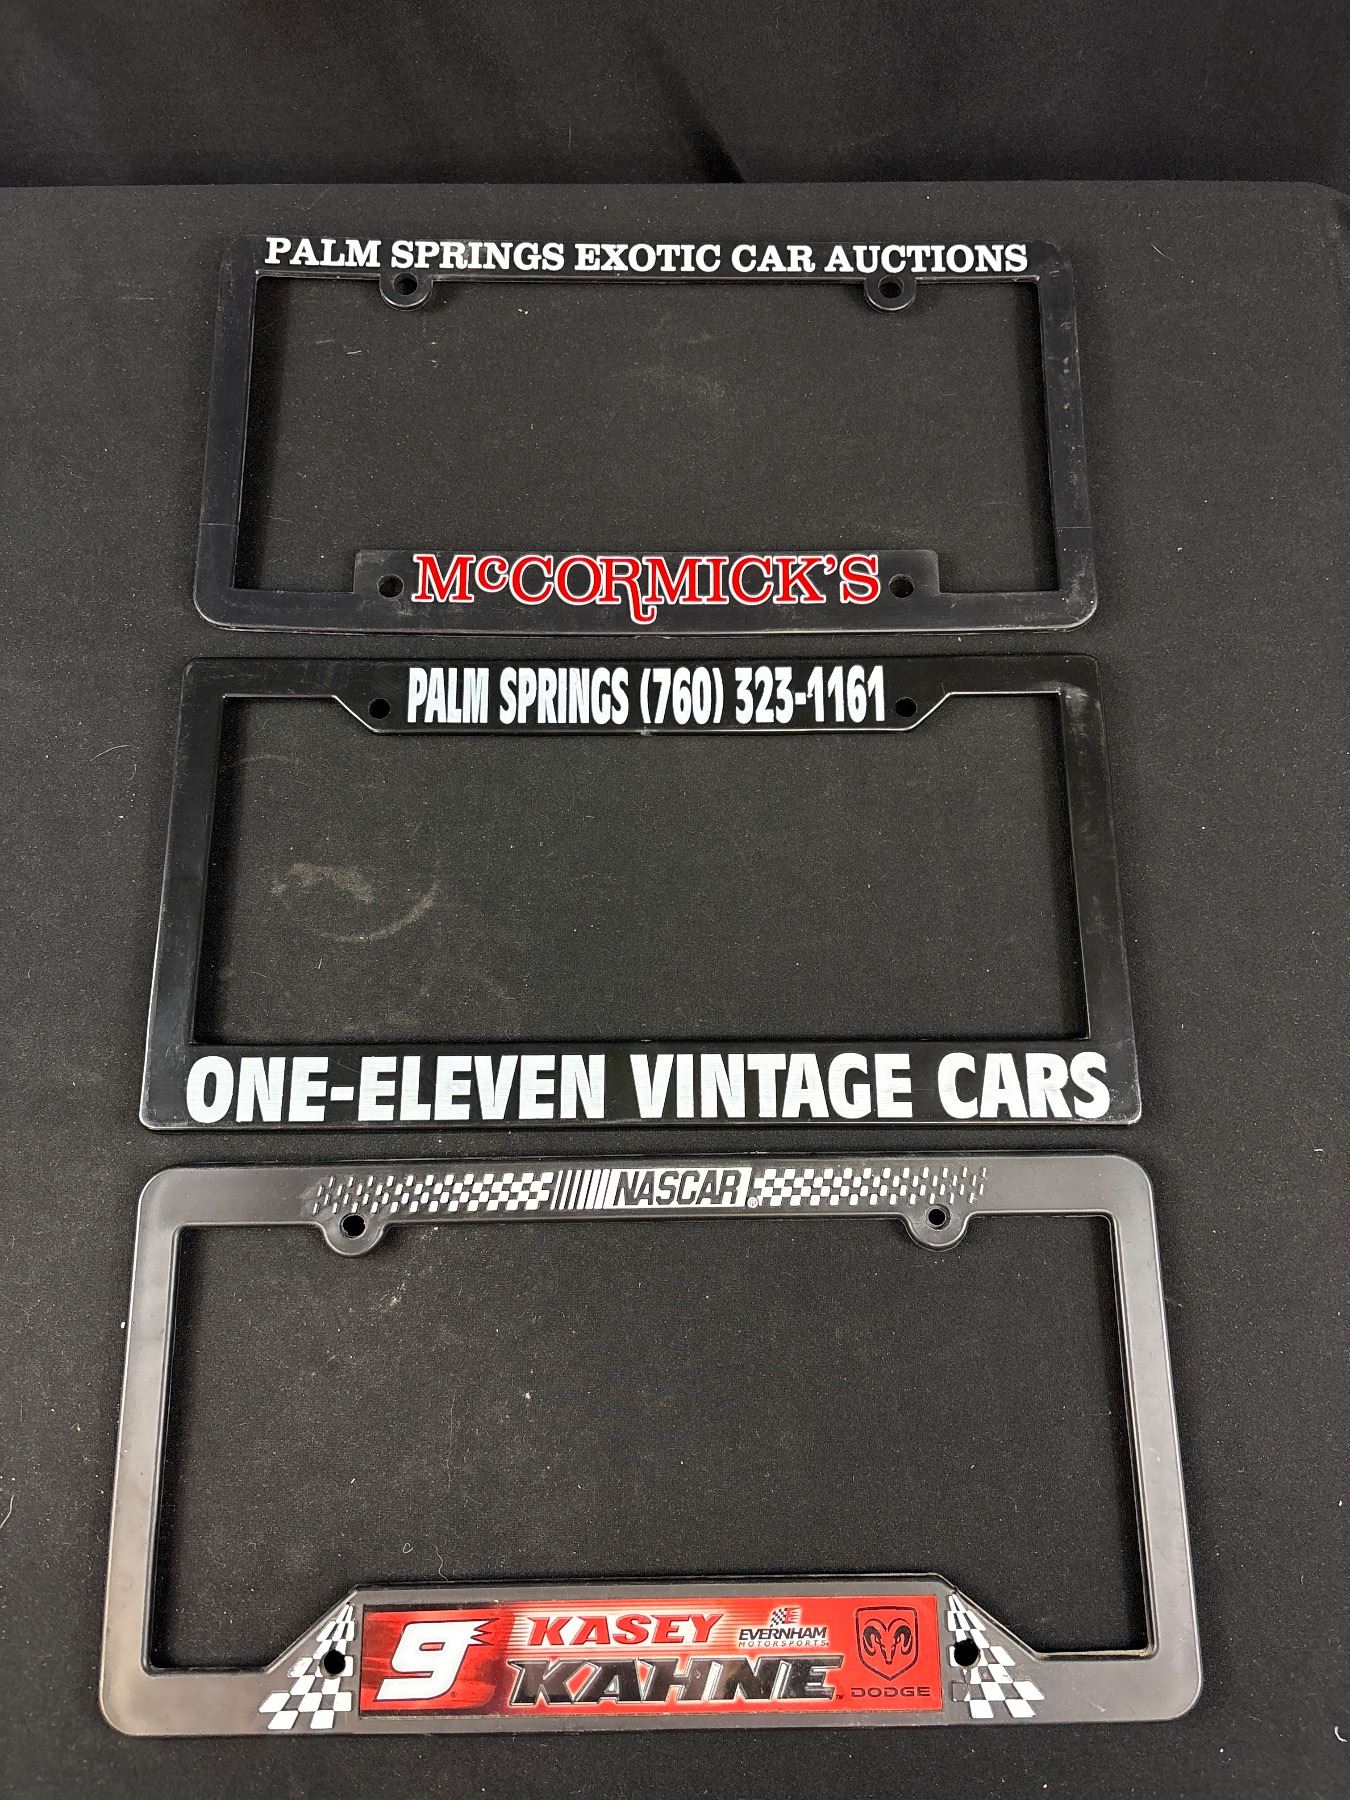 PALM SPRINGS EXOTIC CAR AUCTIONS
McCORMICK'S
PALM SPRINGS (760) 323-1161
ONE-ELEVEN VINTAGE CARS
NASCAR®
9 KASEY KAHNE™
EVERNHAM
MOTORSPORTS
DODGE